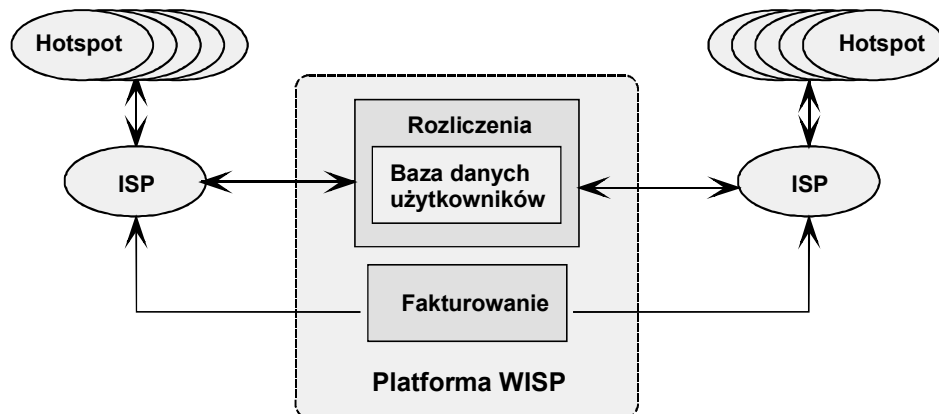 Hotspot
Hotspot
Rozliczenia
Baza danych
użytkowników
ISP
ISP
Fakturowanie
Platforma WISP